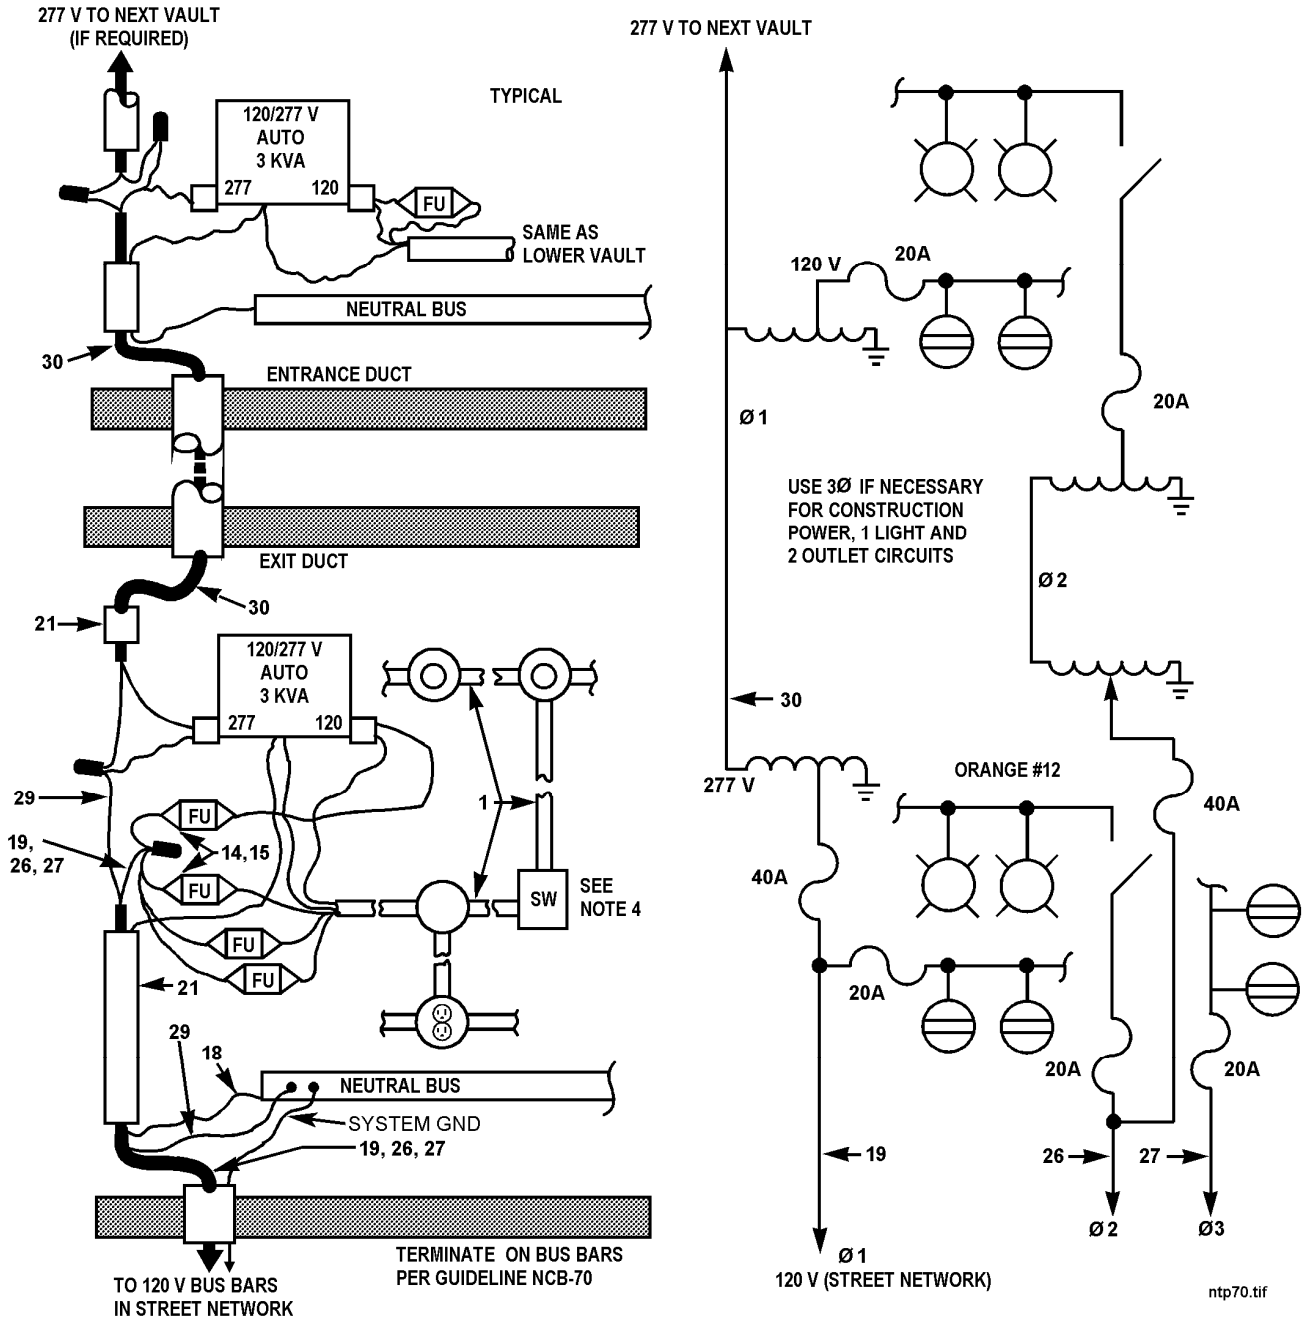 277 V TO NEXT VAULT
(IF REQUIRED)
TYPICAL
120/277 V
AUTO
3 KVA
277
120
FU
SAME AS
LOWER VAULT
NEUTRAL BUS
30
ENTRANCE DUCT
EXIT DUCT
30
21
120/277 V
AUTO
3 KVA
277
120
29
FU
1
19,
26, 27
14, 15
FU
SW
SEE
NOTE 4
FU
FU
21
29
18
NEUTRAL BUS
SYSTEM GND
19, 26, 27
TERMINATE ON BUS BARS
PER GUIDELINE NCB-70
TO 120 V BUS BARS
IN STREET NETWORK
277 V TO NEXT VAULT
120 V
20A
Ø 1
20A
USE 3Ø IF NECESSARY
FOR CONSTRUCTION
POWER, 1 LIGHT AND
2 OUTLET CIRCUITS
Ø 2
30
277 V
ORANGE #12
40A
40A
20A
20A
20A
19
26
27
Ø 2
Ø3
Ø 1
120 V (STREET NETWORK)
ntp70.tif